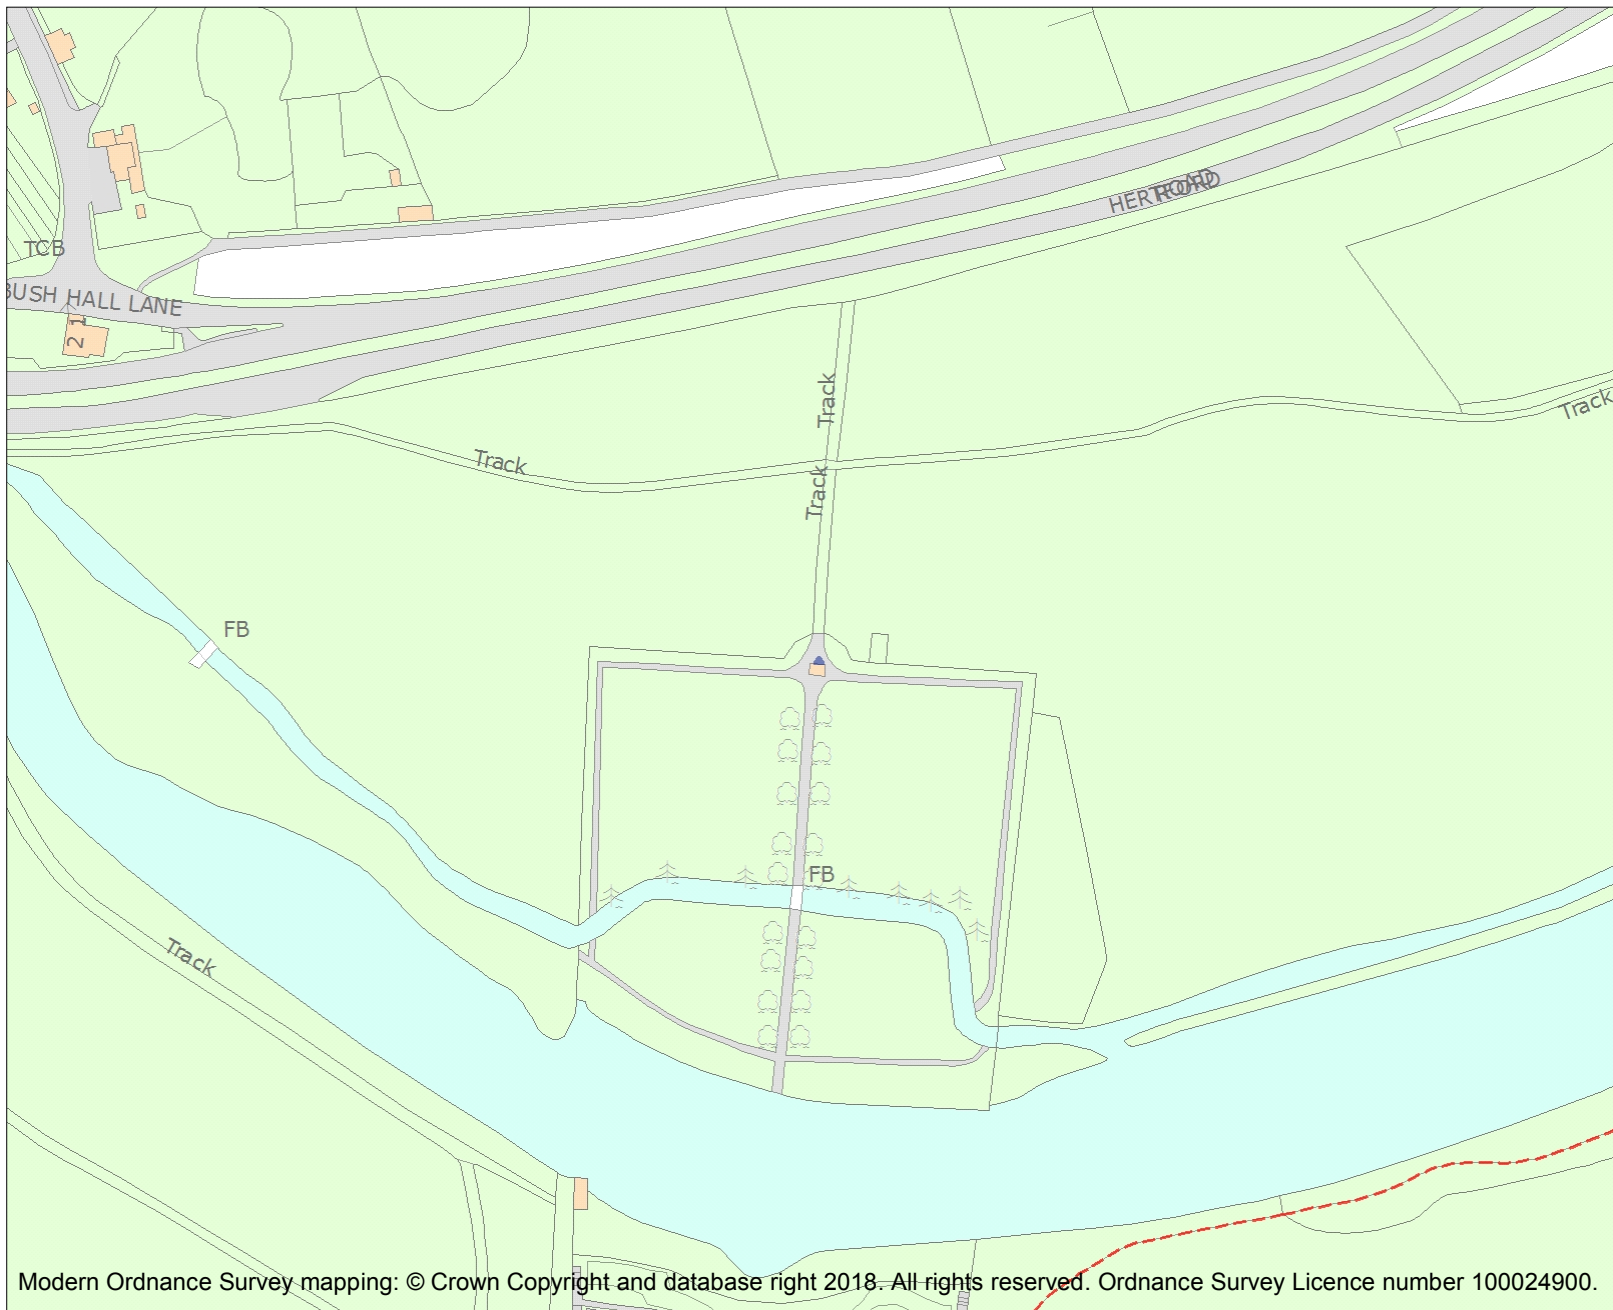 HERTFORD
ROAD
TCB
BUSH HALL LANE
2 1
Track
Track
Track
Track
FB
FB
Track
Modern Ordnance Survey mapping: © Crown Copyright and database right 2018. All rights reserved. Ordnance Survey Licence number 100024900.